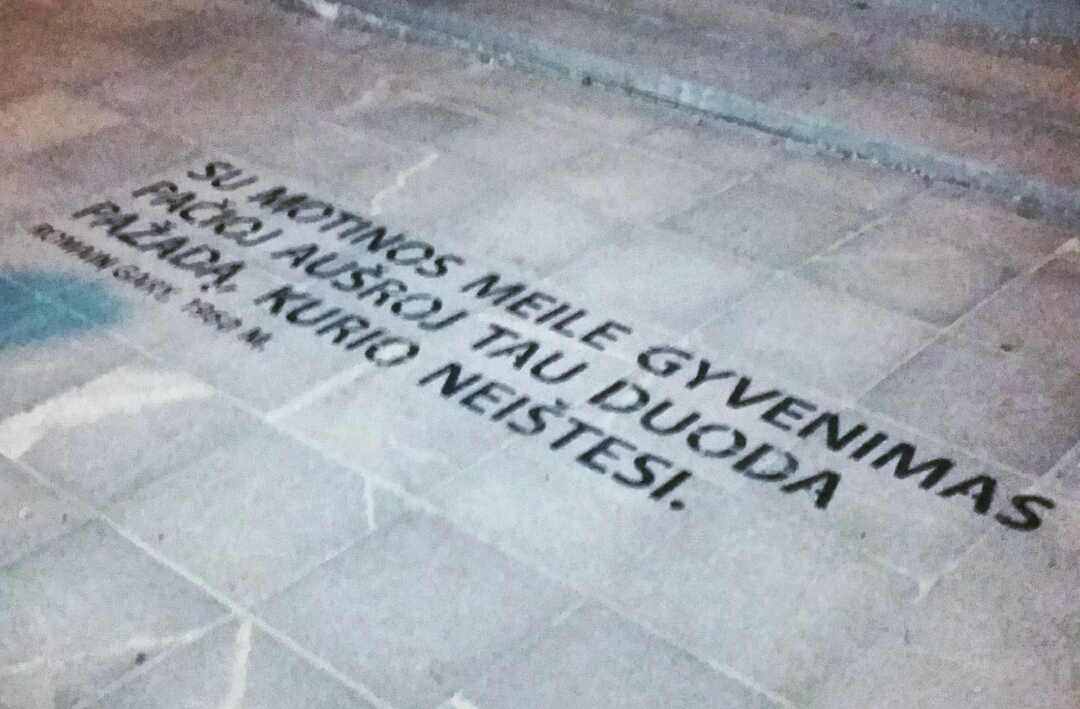 SU MOTINOS MEILE GYVENIMAS
PAČIOJ AUŠROJ TAU DUODA
PAŽADĄ, KURIO NEIŠTESI.
ROMAIN GARY, 1960 M.